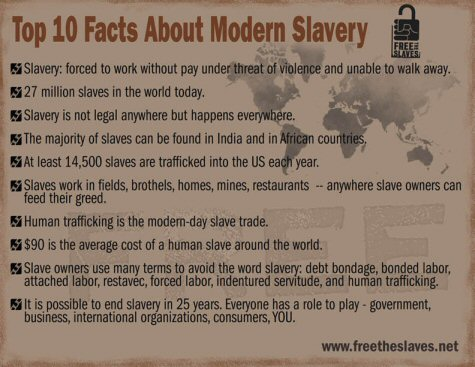 Top 10 Facts About Modern Slavery
FREE THE
SLAVES
Slavery: forced to work without pay under threat of violence and unable to walk away.
27 million slaves in the world today.
Slavery is not legal anywhere but happens everywhere.
The majority of slaves can be found in India and in African countries.
At least 14,500 slaves are trafficked into the US each year.
Slaves work in fields, brothels, homes, mines, restaurants -- anywhere slave owners can
feed their greed.
Human trafficking is the modern-day slave trade.
$90 is the average cost of a human slave around the world.
Slave owners use many terms to avoid the word slavery: debt bondage, bonded labor,
attached labor, restavec, forced labor, indentured servitude, and human trafficking.
It is possible to end slavery in 25 years. Everyone has a role to play - government,
business, international organizations, consumers, YOU.
FREE
www.freetheslaves.net